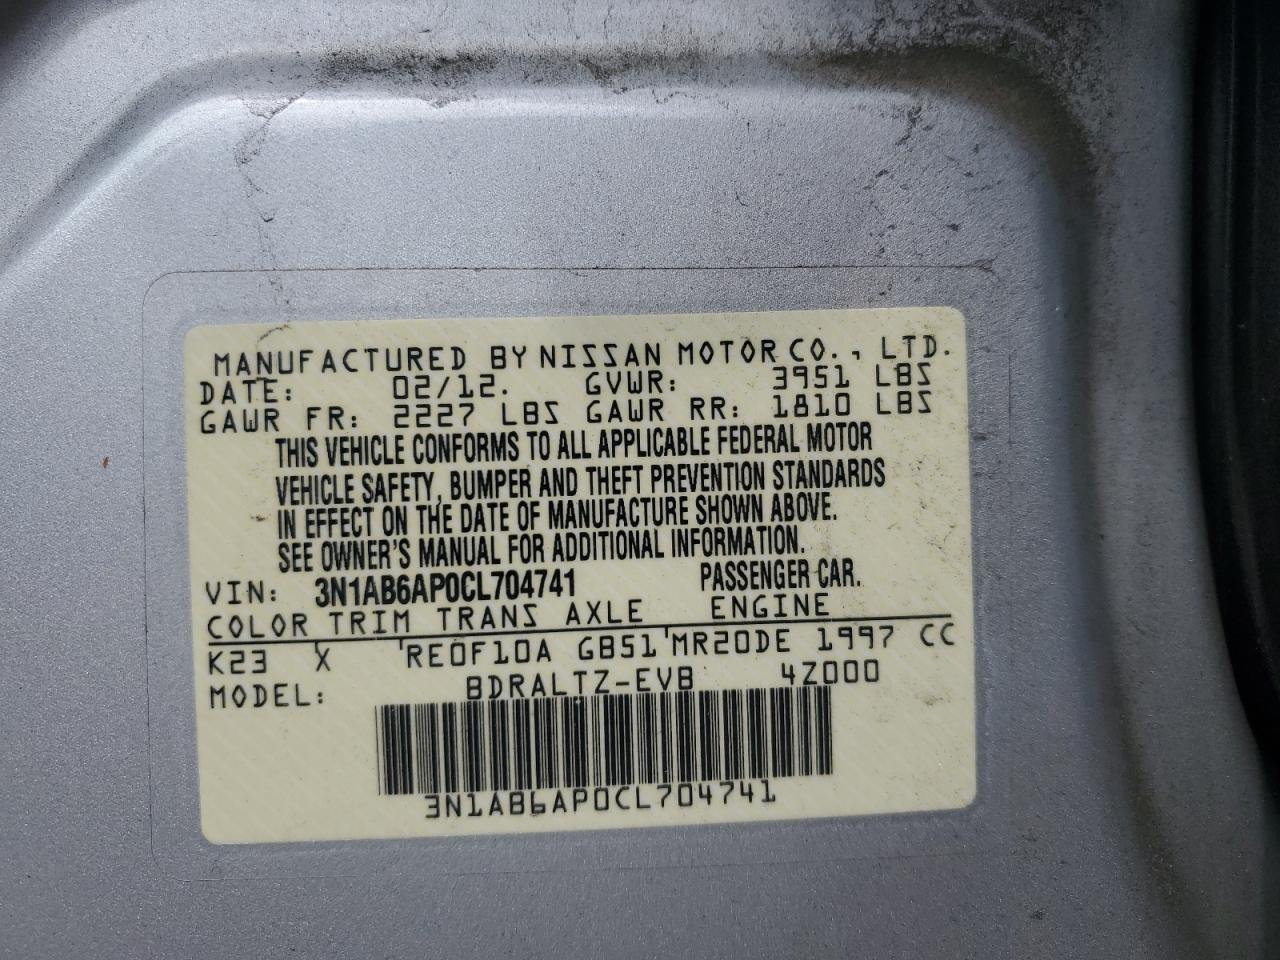 MANUFACTURED BY NISSAN MOTOR CO., LTD.
DATE: 02/12. GVWR: 3951 LBS
GAWR FR: 2227 LBS GAWR RR: 1810 LBS
THIS VEHICLE CONFORMS TO ALL APPLICABLE FEDERAL MOTOR
VEHICLE SAFETY, BUMPER AND THEFT PREVENTION STANDARDS
IN EFFECT ON THE DATE OF MANUFACTURE SHOWN ABOVE.
SEE OWNER'S MANUAL FOR ADDITIONAL INFORMATION.
VIN: 3N1AB6AP0CL704741 PASSENGER CAR.
COLOR TRIM TRANS AXLE ENGINE
K23 X RE0F10A GB51 MR20DE 1997 CC
MODEL: BDRALTZ-EVB 4Z000
3N1AB6AP0CL704741